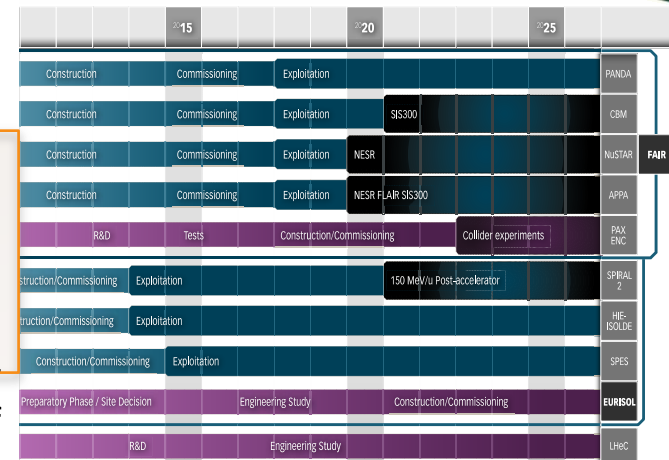 2015 2020 2025
Construction Commissioning Exploitation PANDA
Construction Commissioning Exploitation SIS300 CBM
Construction Commissioning Exploitation NESR NuSTAR FAIR
Construction Commissioning Exploitation NESR FLAIR SIS300 APPA
R&D Tests Construction/Commissioning Collider experiments PAX
ENC
struction/Commissioning Exploitation 150 MeV/u Post-accelerator SPIRAL
2
truction/Commissioning Exploitation HIE-
ISOLDE
Construction/Commissioning Exploitation SPES
Preparatory Phase / Site Decision Engineering Study Construction/Commissioning EURISOL
R&D Engineering Study LHeC